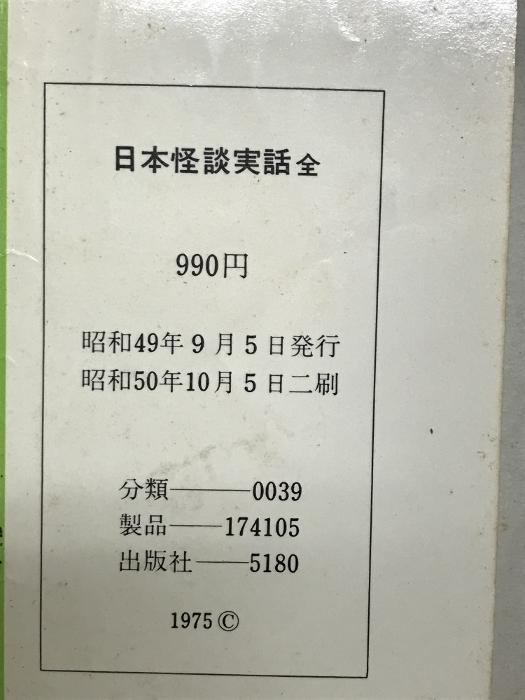 日本怪談実話全
990円
昭和49年9月5日発行
昭和50年10月5日二刷
分類――0039
製品――174105
出版社――5180
1975 ©